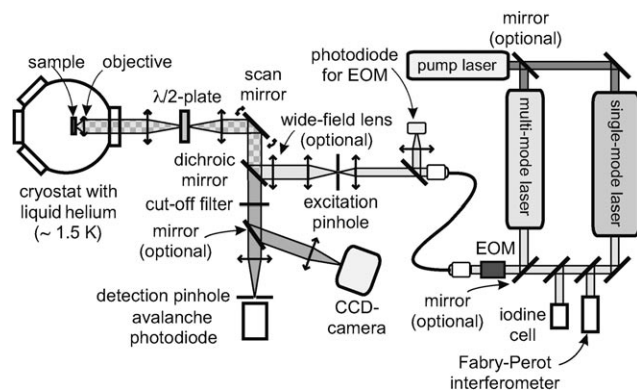 sample
objective
λ/2-plate
scan
mirror
wide-field lens
(optional)
photodiode
for EOM
mirror
(optional)
pump laser
multi-mode laser
single-mode laser
dichroic
mirror
cut-off filter
mirror
(optional)
excitation
pinhole
cryostat with
liquid helium
(~ 1.5 K)
detection pinhole
avalanche
photodiode
CCD-
camera
EOM
mirror
(optional)
iodine
cell
Fabry-Perot
interferometer